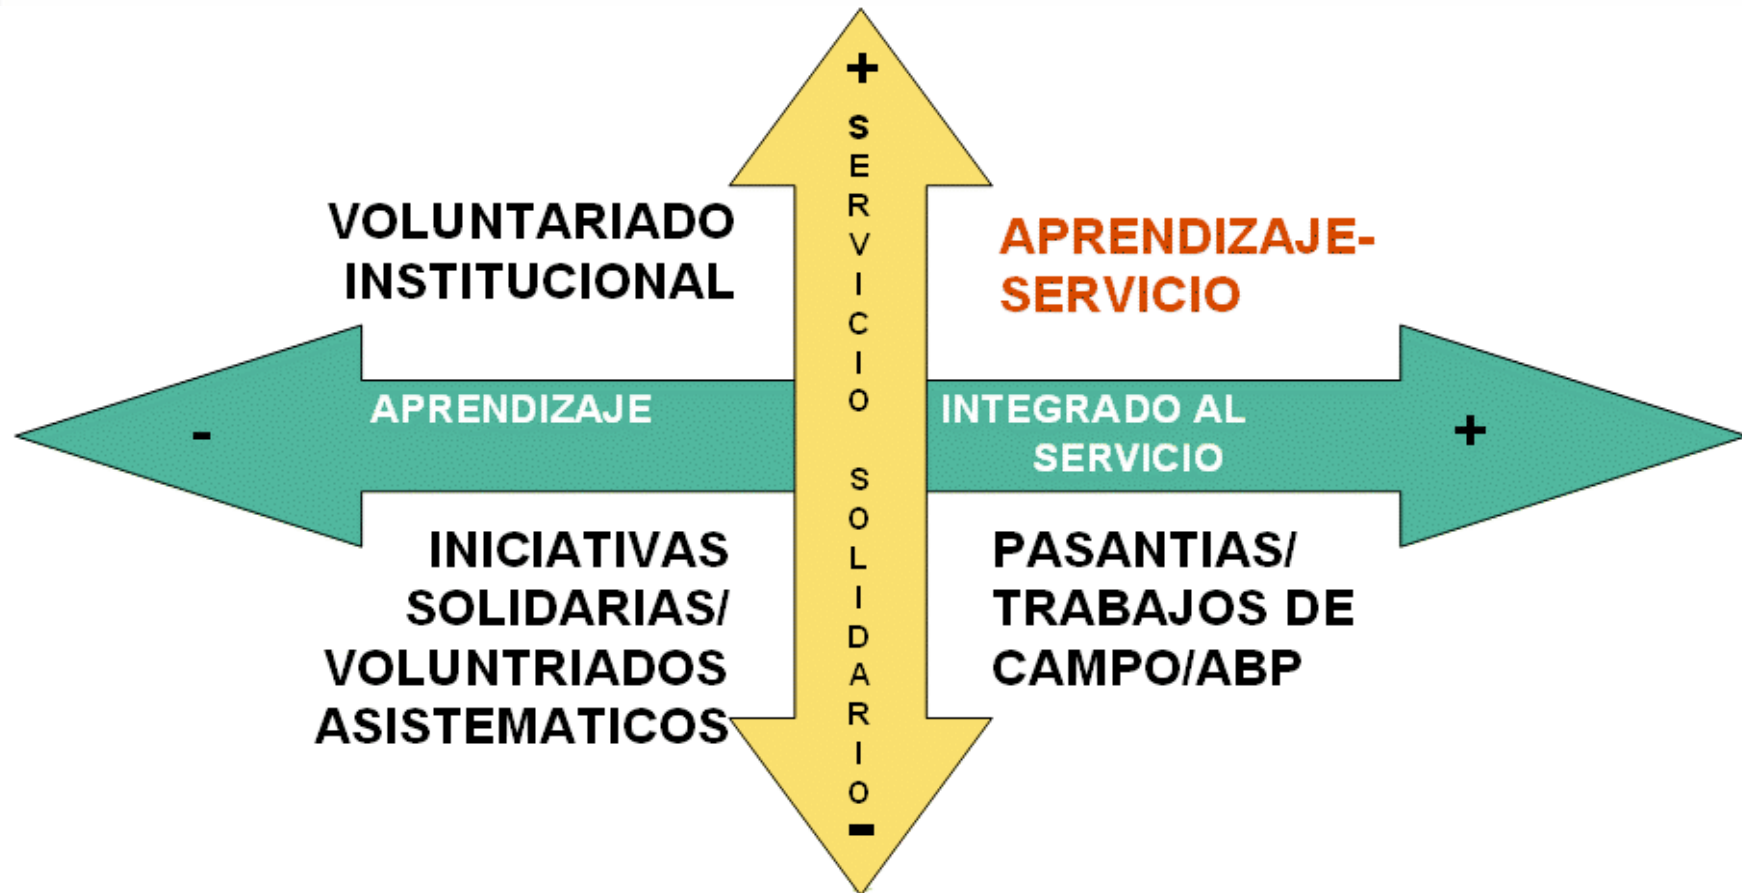 +
SERVICIO SOLIDARIO
-
VOLUNTARIADO
INSTITUCIONAL
APRENDIZAJE-
SERVICIO
-
APRENDIZAJE
INTEGRADO AL
SERVICIO
+
INICIATIVAS
SOLIDARIAS/
VOLUNTRIADOS
ASISTEMATICOS
PASANTIAS/
TRABAJOS DE
CAMPO/ABP